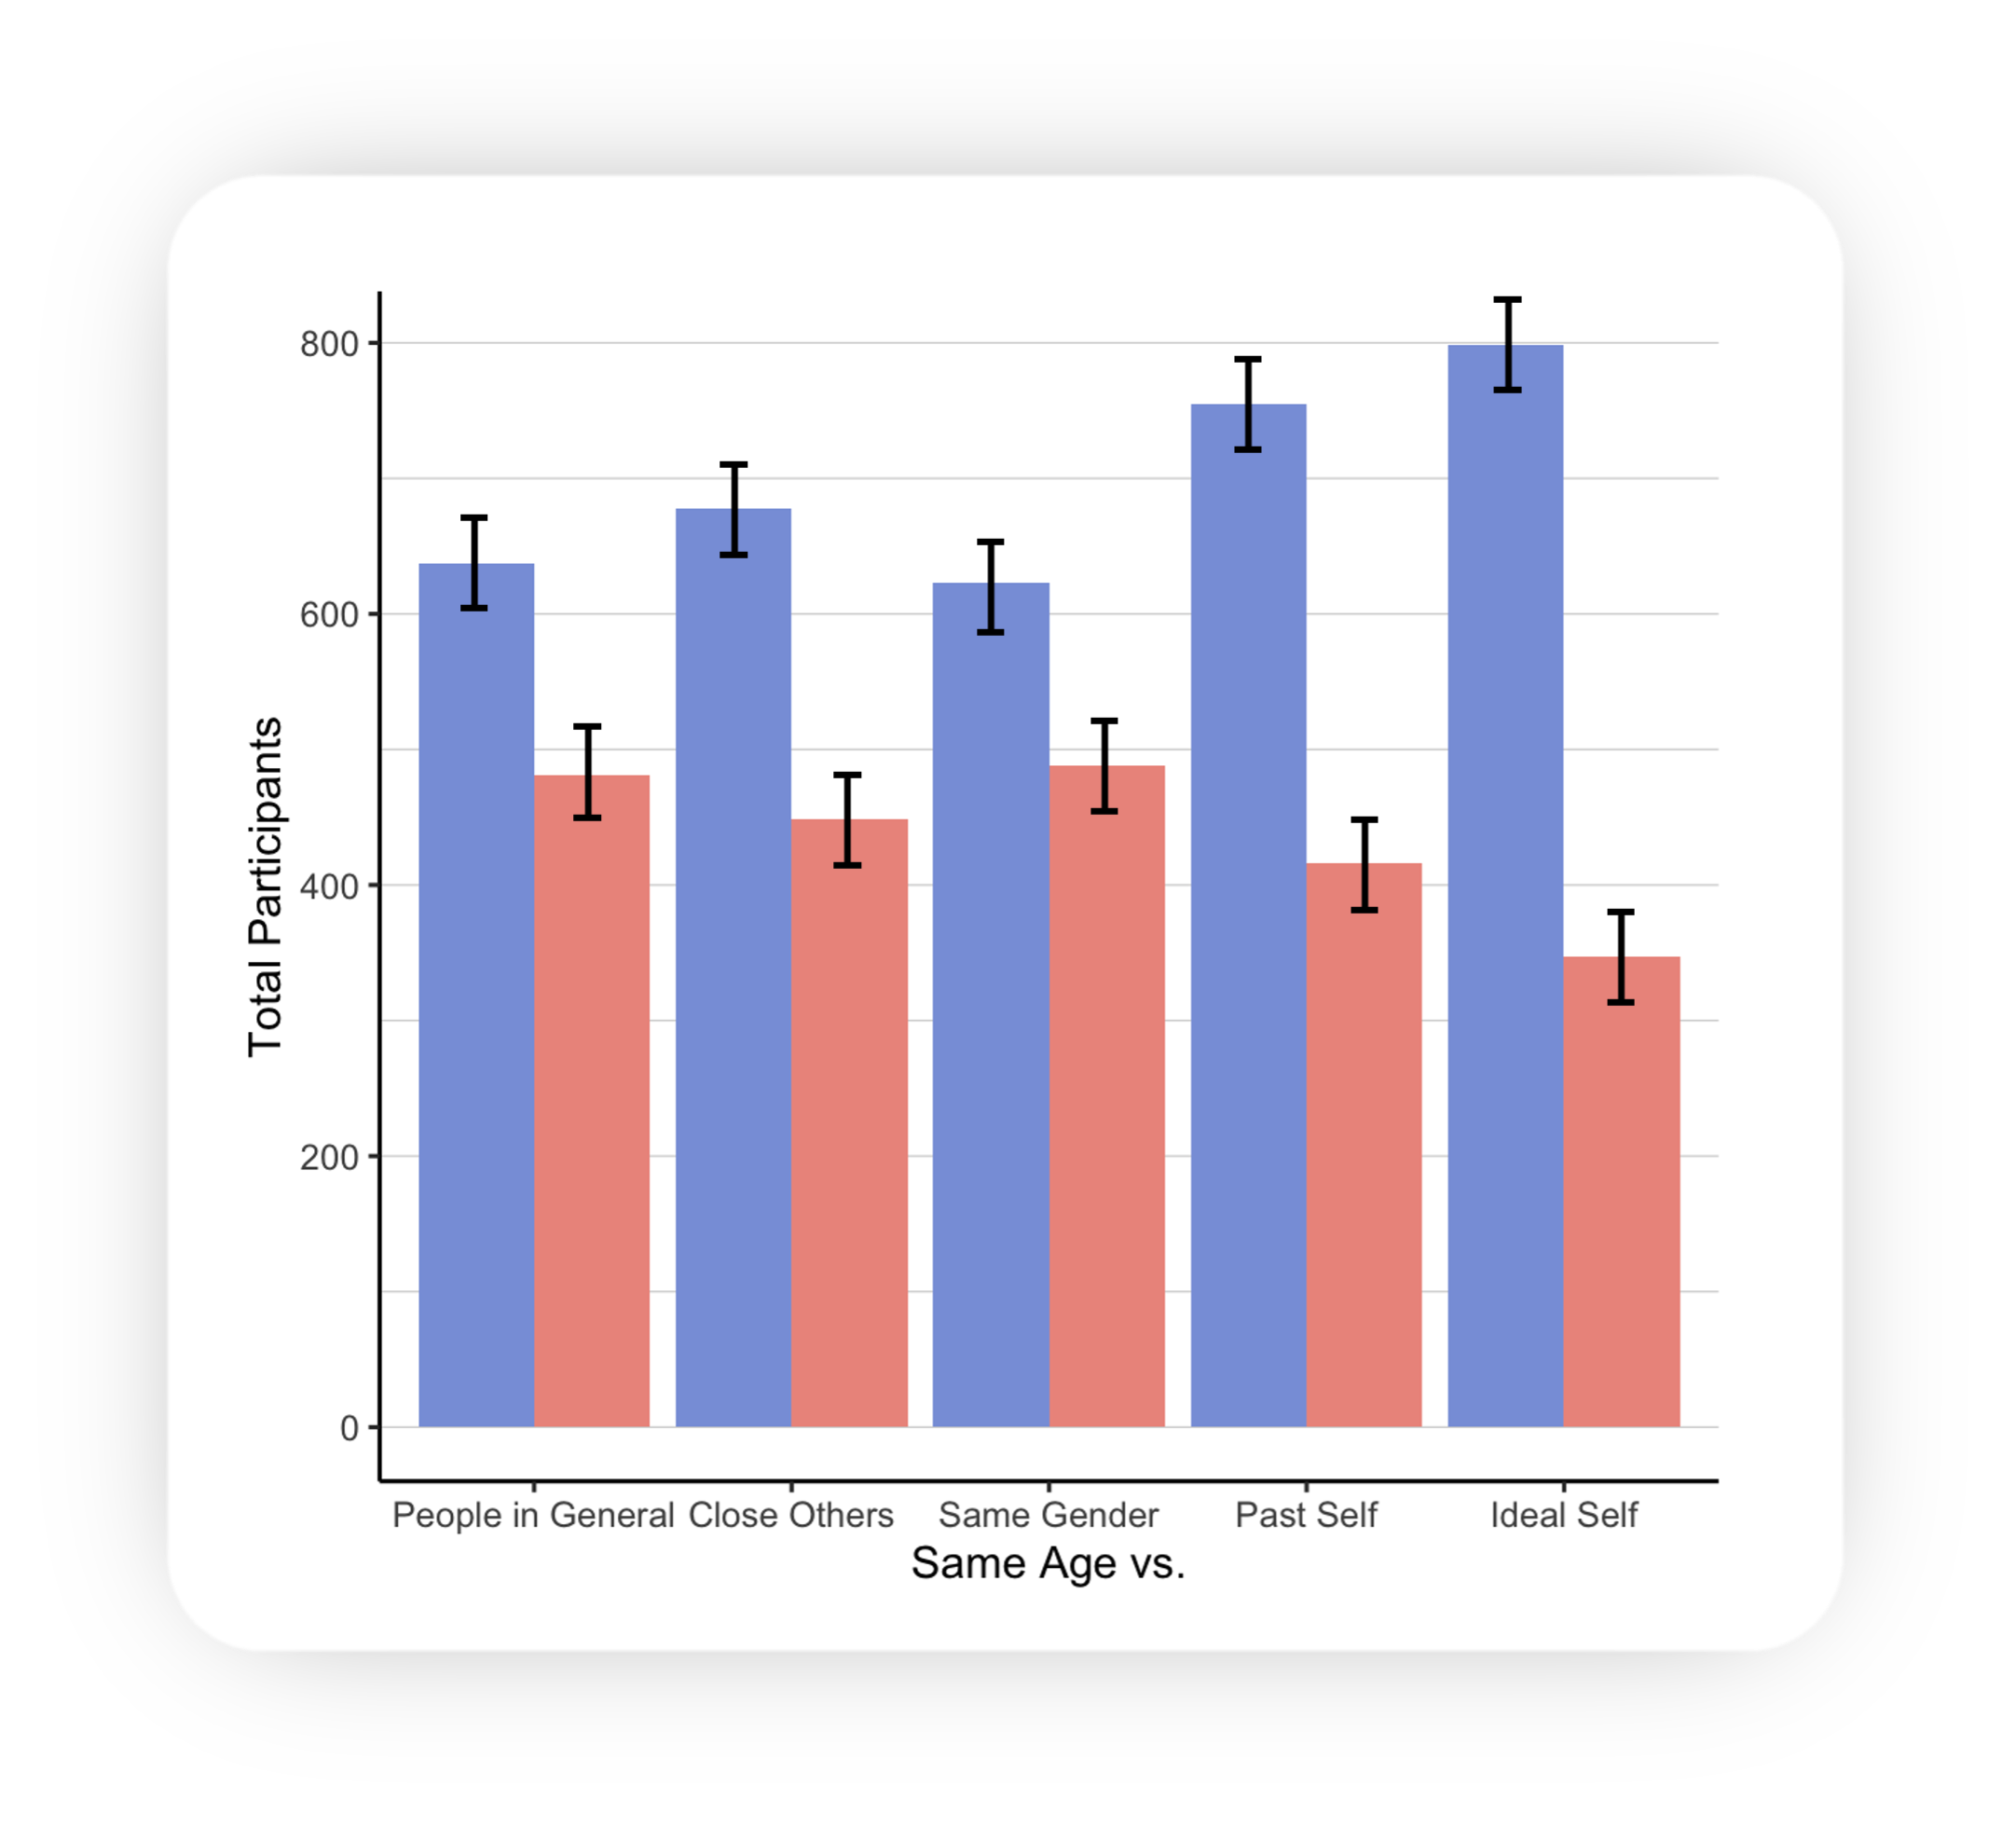 Total Participants
800
600
400
200
0
People in General Close Others Same Gender Past Self Ideal Self
Same Age vs.